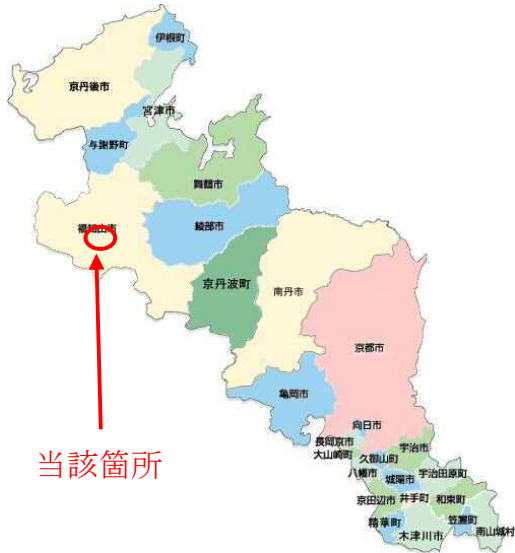 伊根町
京丹後市
宮津市
与謝野町
舞鶴市
福知山市
綾部市
京丹波町
南丹市
京都市
亀岡市
向日市
長岡京市
大山崎町
宇治市
久御山町
八幡市
城陽市
宇治田原町
京田辺市
井手町
和束町
精華町
笠置町
木津川市
南山城村
当該箇所